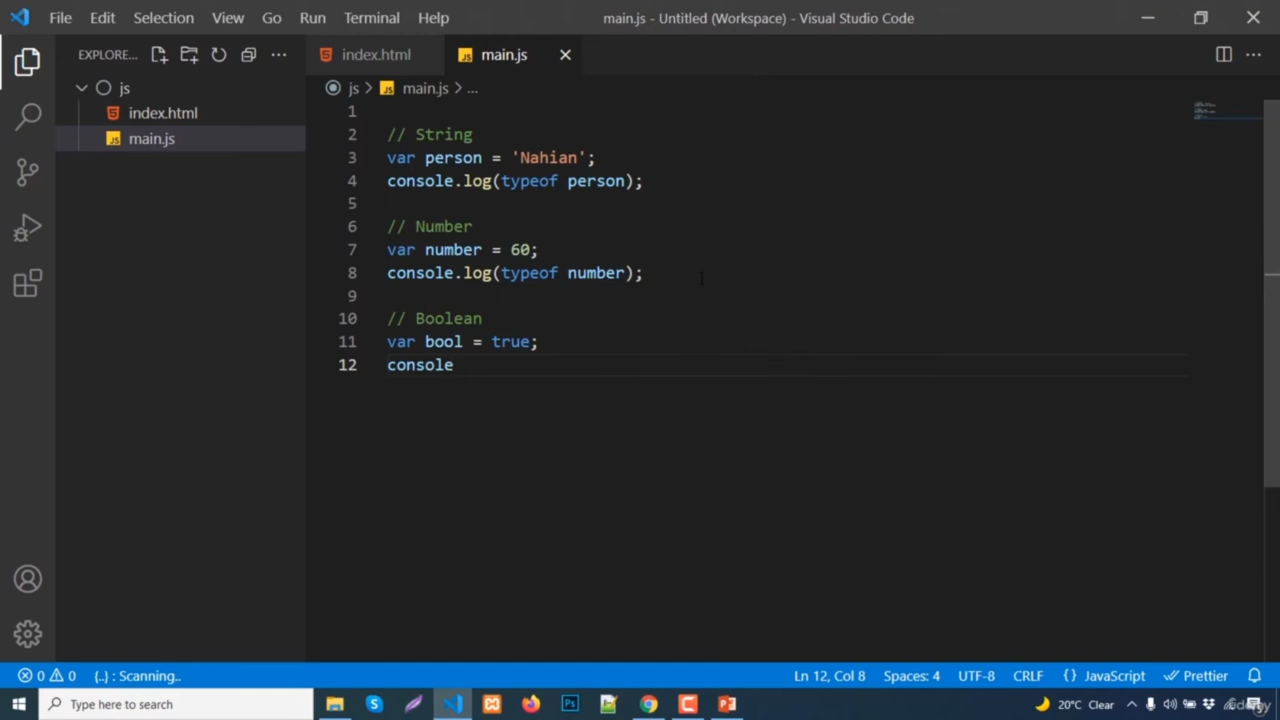 File Edit Selection View Go Run Terminal Help main.js - Untitled (Workspace) - Visual Studio Code
EXPLORE... index.html main.js
js
index.html
main.js
js > main.js > ...
1
2 // String
3 var person = 'Nahian';
4 console.log(typeof person);
5
6 // Number
7 var number = 60;
8 console.log(typeof number);
9
10 // Boolean
11 var bool = true;
12 console
0 0 {..} : Scanning.. Ln 12, Col 8 Spaces: 4 UTF-8 CRLF {} JavaScript Prettier
Type here to search 20°C Clear